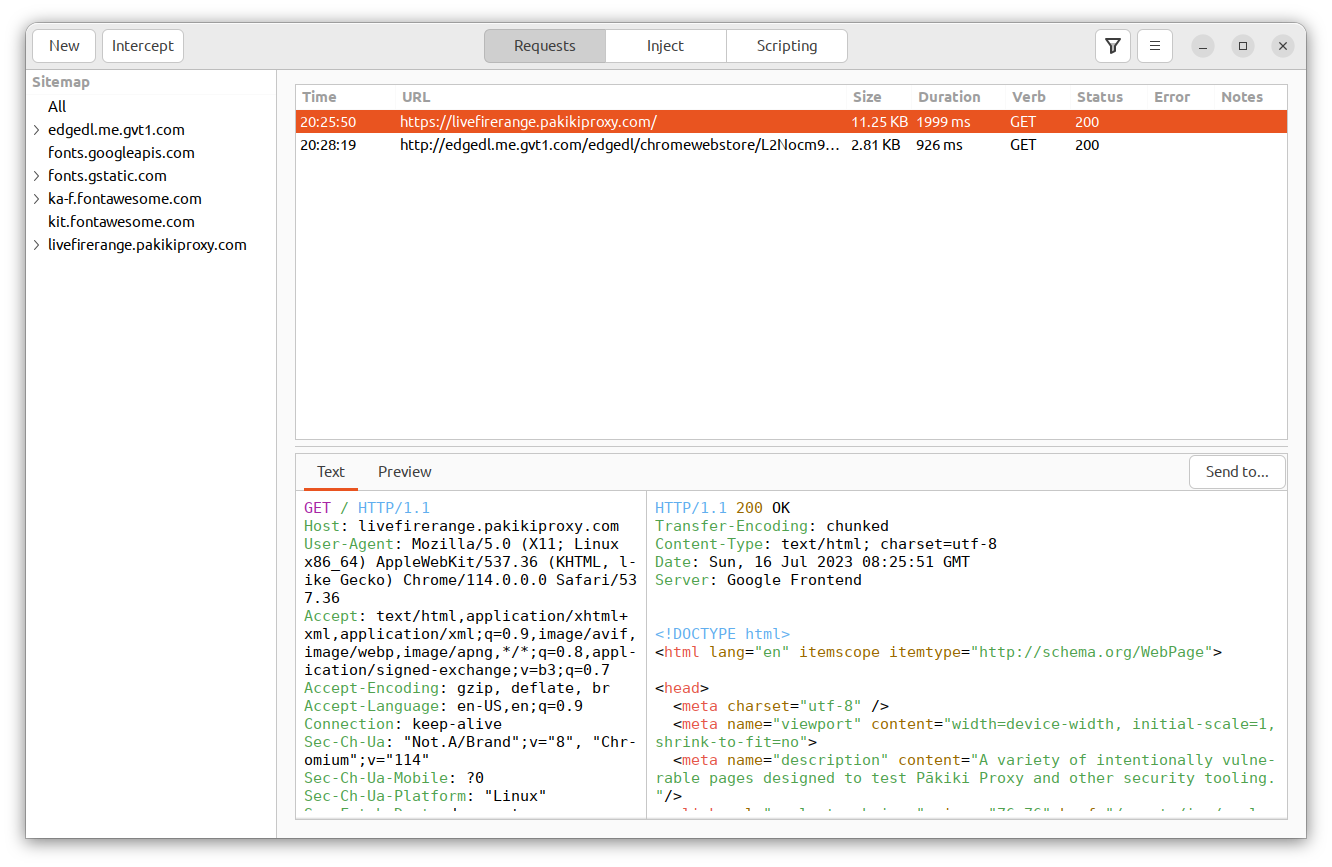 New Intercept Requests Inject Scripting
Sitemap
All
edgedl.me.gvt1.com
fonts.googleapis.com
fonts.gstatic.com
ka-f.fontawesome.com
kit.fontawesome.com
livefirerange.pakikiproxy.com
Time URL Size Duration Verb Status Error Notes
20:25:50 https://livefirerange.pakikiproxy.com/ 11.25 KB 1999 ms GET 200
20:28:19 http://edgedl.me.gvt1.com/edgedl/chromewebstore/L2Nocm9... 2.81 KB 926 ms GET 200
Text Preview Send to...
GET / HTTP/1.1
Host: livefirerange.pakikiproxy.com
User-Agent: Mozilla/5.0 (X11; Linux
x86_64) AppleWebKit/537.36 (KHTML, l-
ike Gecko) Chrome/114.0.0.0 Safari/53
7.36
Accept: text/html,application/xhtml+
xml,application/xml;q=0.9,image/avif,
image/webp,image/apng,*/*;q=0.8,appl-
ication/signed-exchange;v=b3;q=0.7
Accept-Encoding: gzip, deflate, br
Accept-Language: en-US,en;q=0.9
Connection: keep-alive
Sec-Ch-Ua: "Not.A/Brand";v="8", "Chr-
omium";v="114"
Sec-Ch-Ua-Mobile: ?0
Sec-Ch-Ua-Platform: "Linux"
HTTP/1.1 200 OK
Transfer-Encoding: chunked
Content-Type: text/html; charset=utf-8
Date: Sun, 16 Jul 2023 08:25:51 GMT
Server: Google Frontend
<!DOCTYPE html>
<html lang="en" itemscope itemtype="http://schema.org/WebPage">
<head>
<meta charset="utf-8" />
<meta name="viewport" content="width=device-width, initial-scale=1,
shrink-to-fit=no">
<meta name="description" content="A variety of intentionally vulne-
rable pages designed to test Pākiki Proxy and other security tooling.
"/>